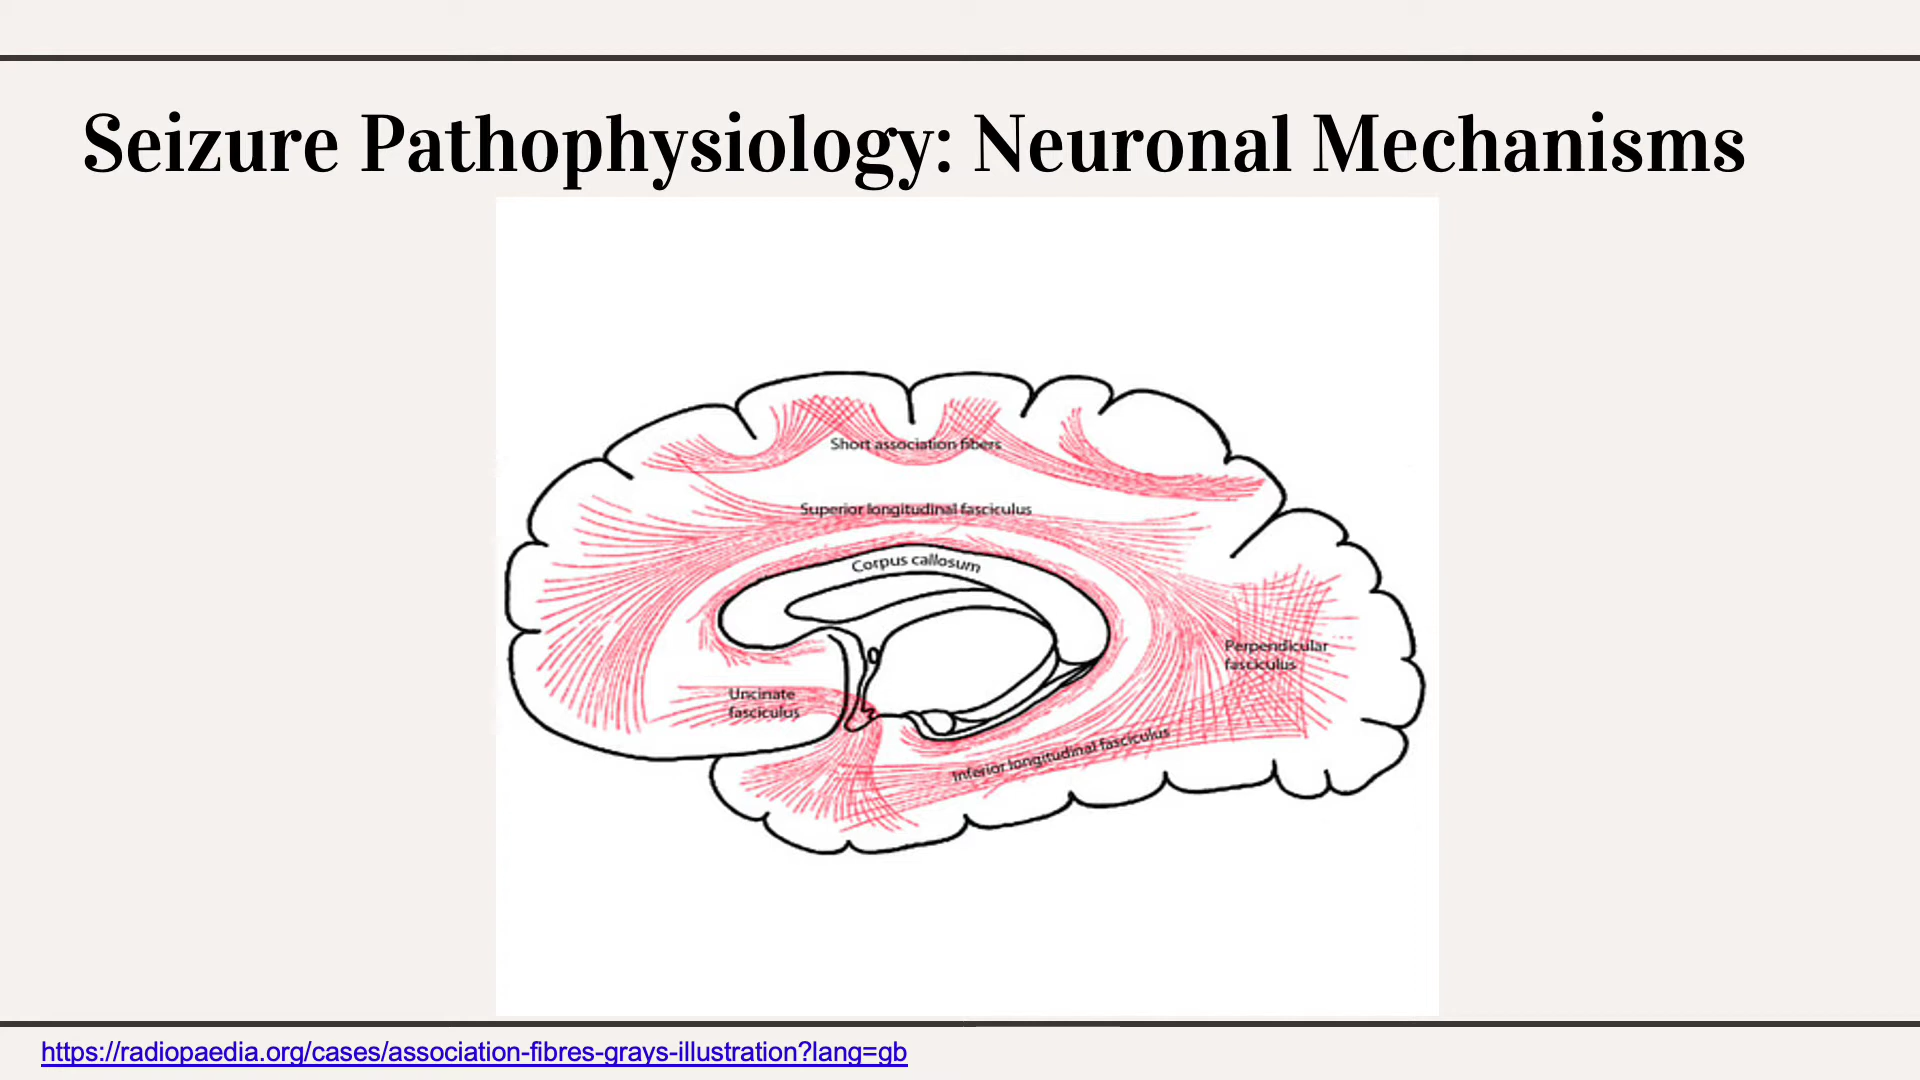 Seizure Pathophysiology: Neuronal Mechanisms
Short association fibers
Superior longitudinal fasciculus
Corpus callosum
Perpendicular
fasciculus
Uncinate
fasciculus
Inferior longitudinal fasciculus
https://radiopaedia.org/cases/association-fibres-grays-illustration?lang=gb